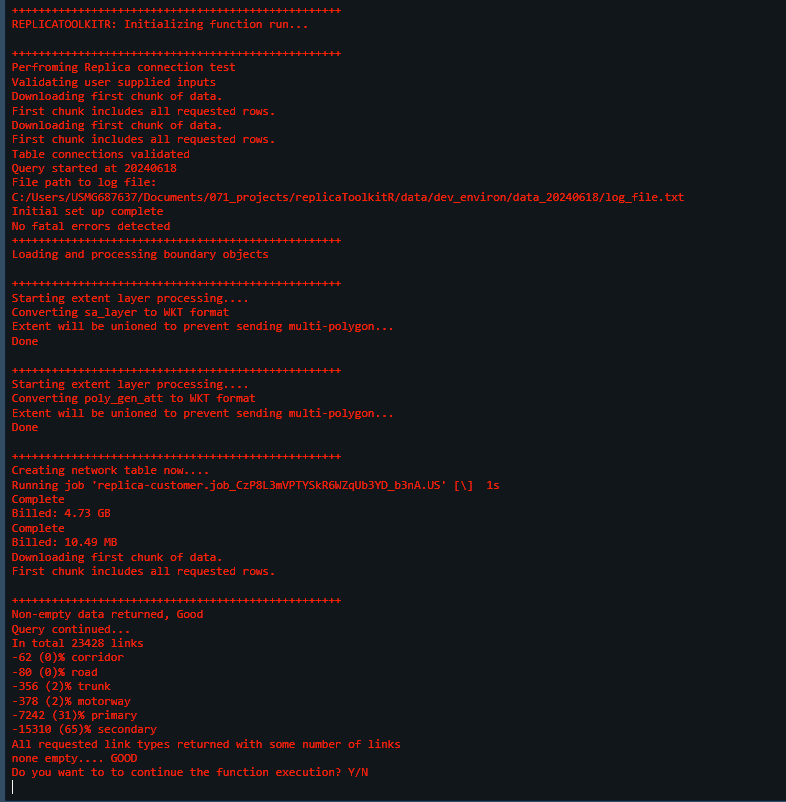 ++++++++++++++++++++++++++++++++++++++++++++++++++
REPLICATOOLKITR: Initializing function run...
++++++++++++++++++++++++++++++++++++++++++++++++++
Perfroming Replica connection test
Validating user supplied inputs
Downloading first chunk of data.
First chunk includes all requested rows.
Downloading first chunk of data.
First chunk includes all requested rows.
Table connections validated
Query started at 20240618
File path to log file:
C:/Users/USMG687637/Documents/071_projects/replicaToolkitR/data/dev_environ/data_20240618/log_file.txt
Initial set up complete
No fatal errors detected
++++++++++++++++++++++++++++++++++++++++++++++++++
Loading and processing boundary objects
++++++++++++++++++++++++++++++++++++++++++++++++++
Starting extent layer processing....
Converting sa_layer to WKT format
Extent will be unioned to prevent sending multi-polygon...
Done
++++++++++++++++++++++++++++++++++++++++++++++++++
Starting extent layer processing....
Converting poly_gen_att to WKT format
Extent will be unioned to prevent sending multi-polygon...
Done
++++++++++++++++++++++++++++++++++++++++++++++++++
Creating network table now....
Running job 'replica-customer.job_CzP8L3mVPTYSkR6WZqUb3YD_b3nA.US' [\]  1s
Complete
Billed: 4.73 GB
Complete
Billed: 10.49 MB
Downloading first chunk of data.
First chunk includes all requested rows.
++++++++++++++++++++++++++++++++++++++++++++++++++
Non-empty data returned, Good
Query continued...
In total 23428 links
-62 (0)% corridor
-80 (0)% road
-356 (2)% trunk
-378 (2)% motorway
-7242 (31)% primary
-15310 (65)% secondary
All requested link types returned with some number of links
none empty.... GOOD
Do you want to to continue the function execution? Y/N